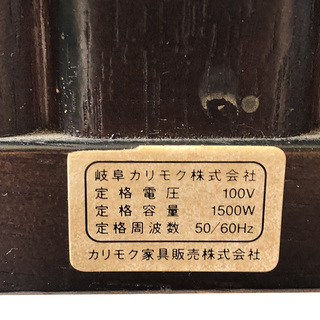 岐阜カリモク株式会社
定格電圧 100V
定格容量 1500W
定格周波数 50/60Hz
カリモク家具販売株式会社